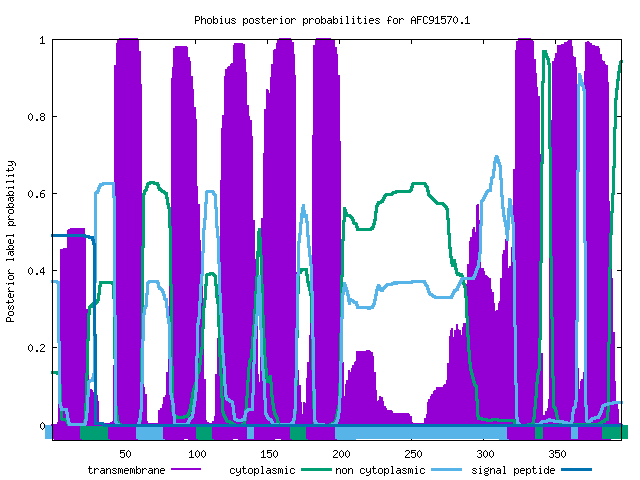 Phobius posterior probabilities for AFC91570.1
1
0.8
0.6
0.4
0.2
0
Posterior label probability
50 100 150 200 250 300 350
transmembrane cytoplasmic non cytoplasmic signal peptide